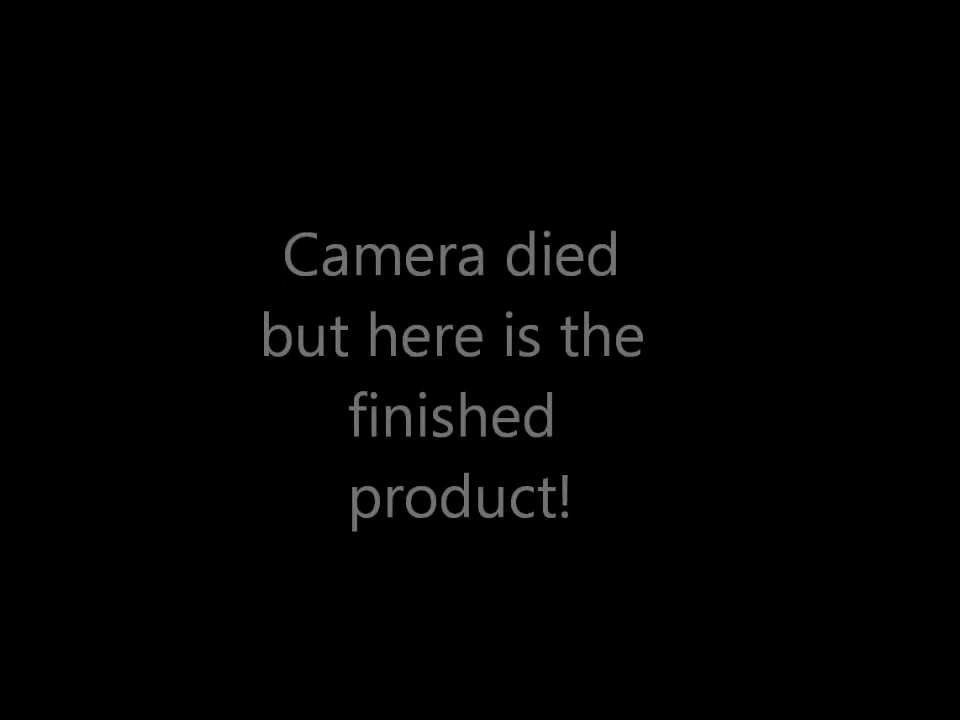 Camera died
but here is the
finished
product!